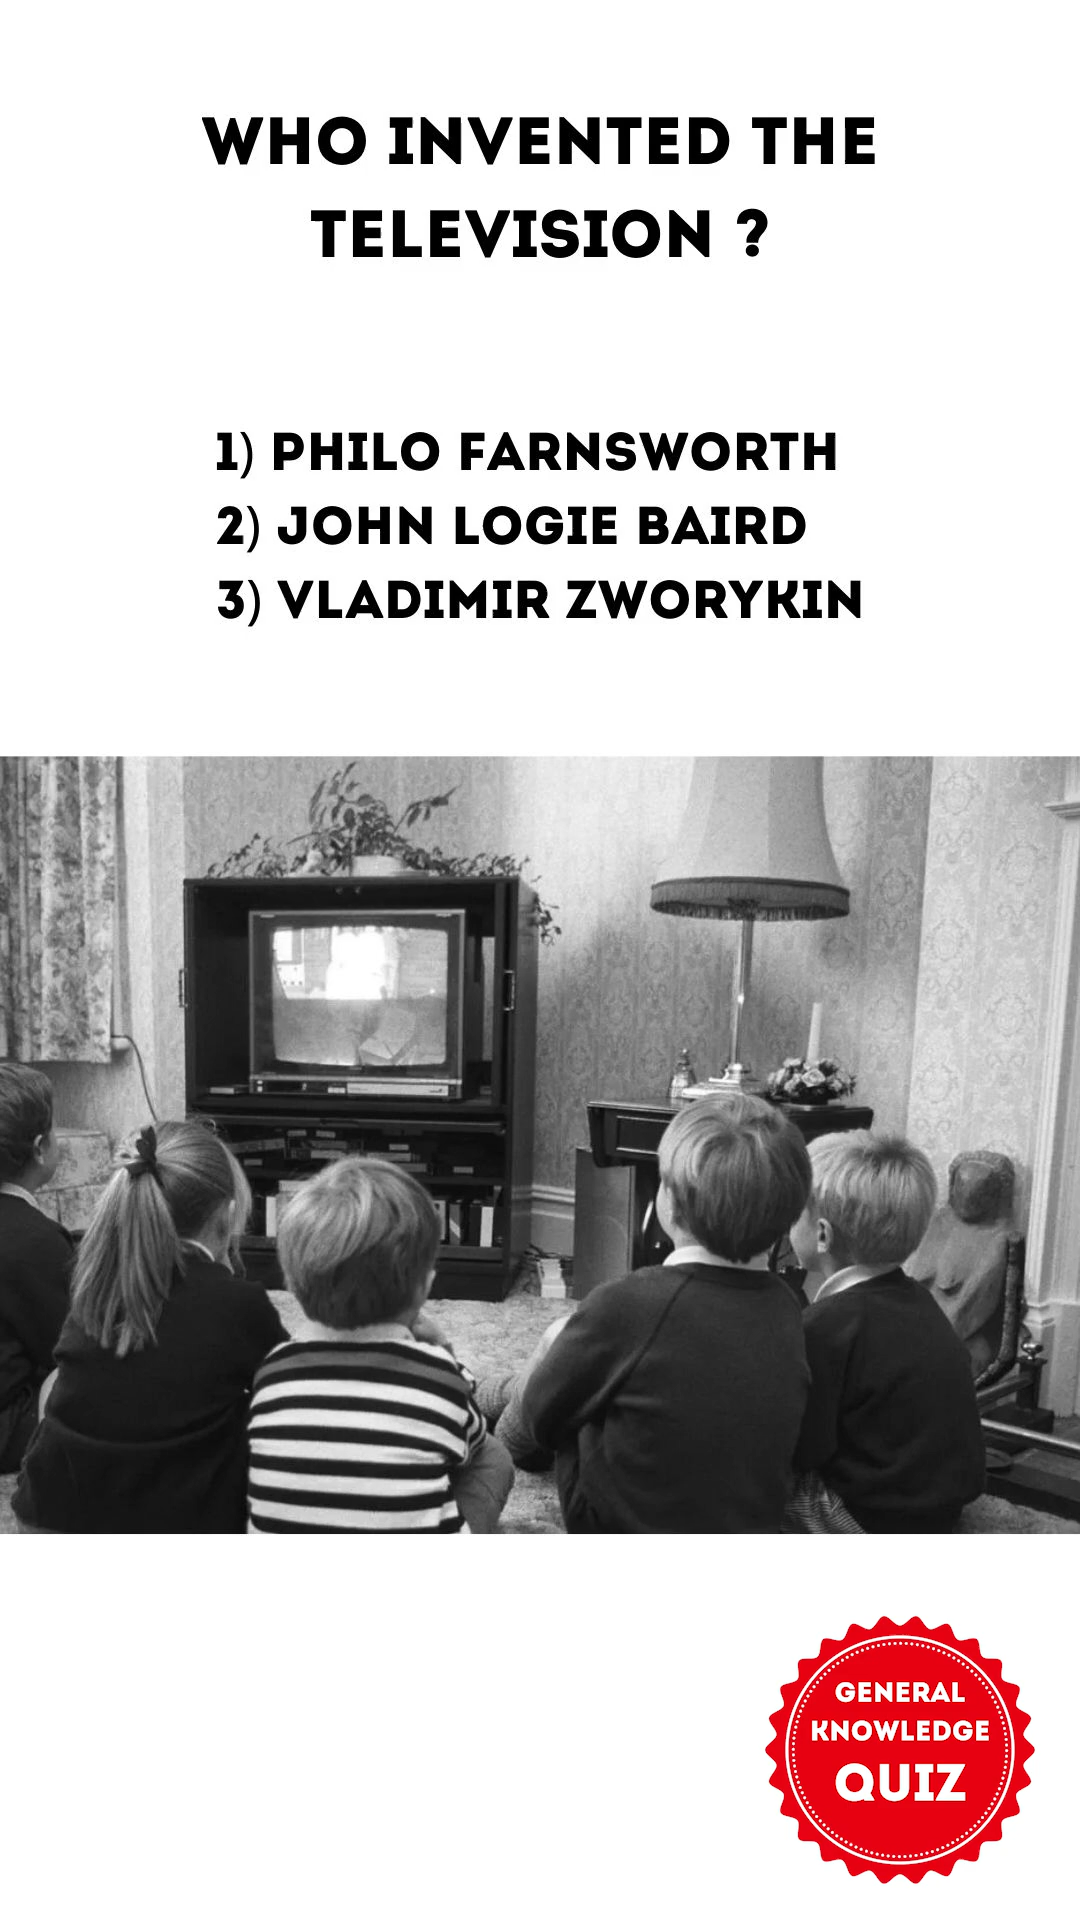 WHO INVENTED THE
TELEVISION ?
1) PHILO FARNSWORTH
2) JOHN LOGIE BAIRD
3) VLADIMIR ZWORYKIN
GENERAL
KNOWLEDGE
QUIZ